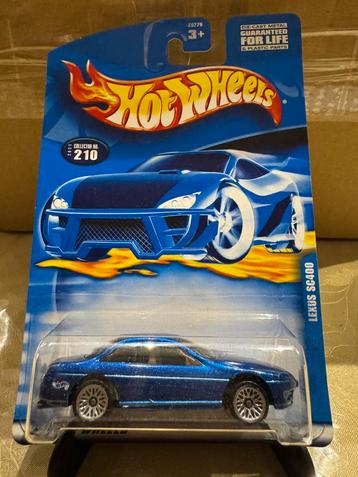 3+
DIE-CAST METAL
GUARANTEED
FOR LIFE
& PLASTIC PARTS
HOT WHEELS
COLLECTOR NO.
210
LEXUS SC400